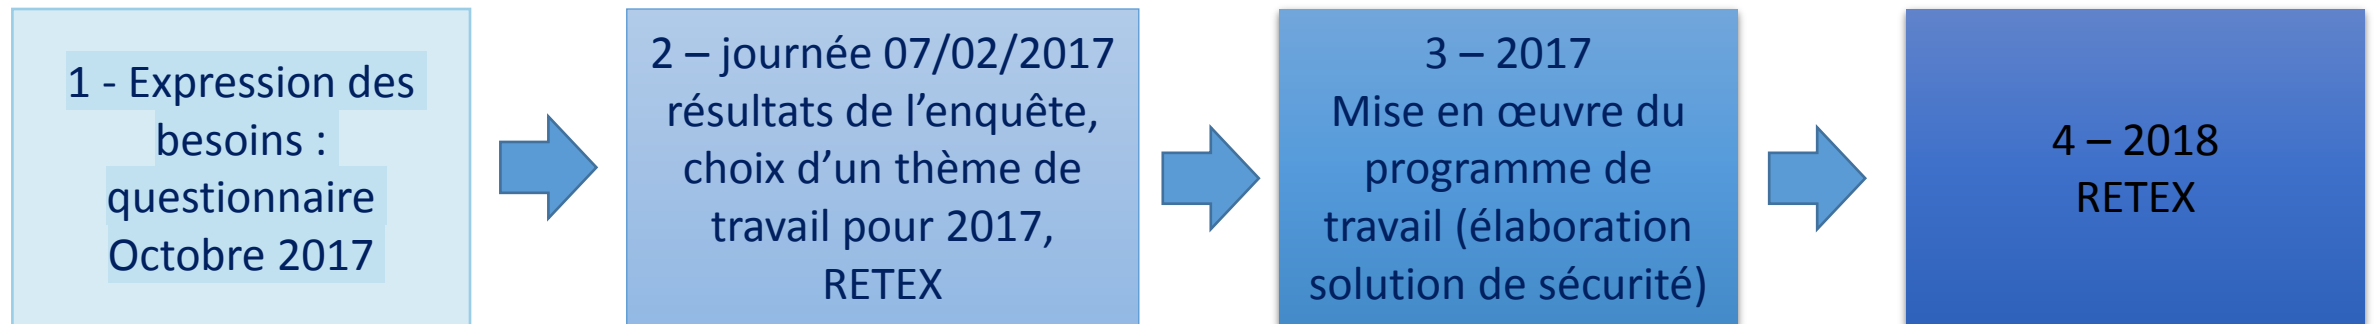 1 - Expression des
besoins :
questionnaire
Octobre 2017
2 – journée 07/02/2017
résultats de l’enquête,
choix d’un thème de
travail pour 2017,
RETEX
3 – 2017
Mise en œuvre du
programme de
travail (élaboration
solution de sécurité)
4 – 2018
RETEX